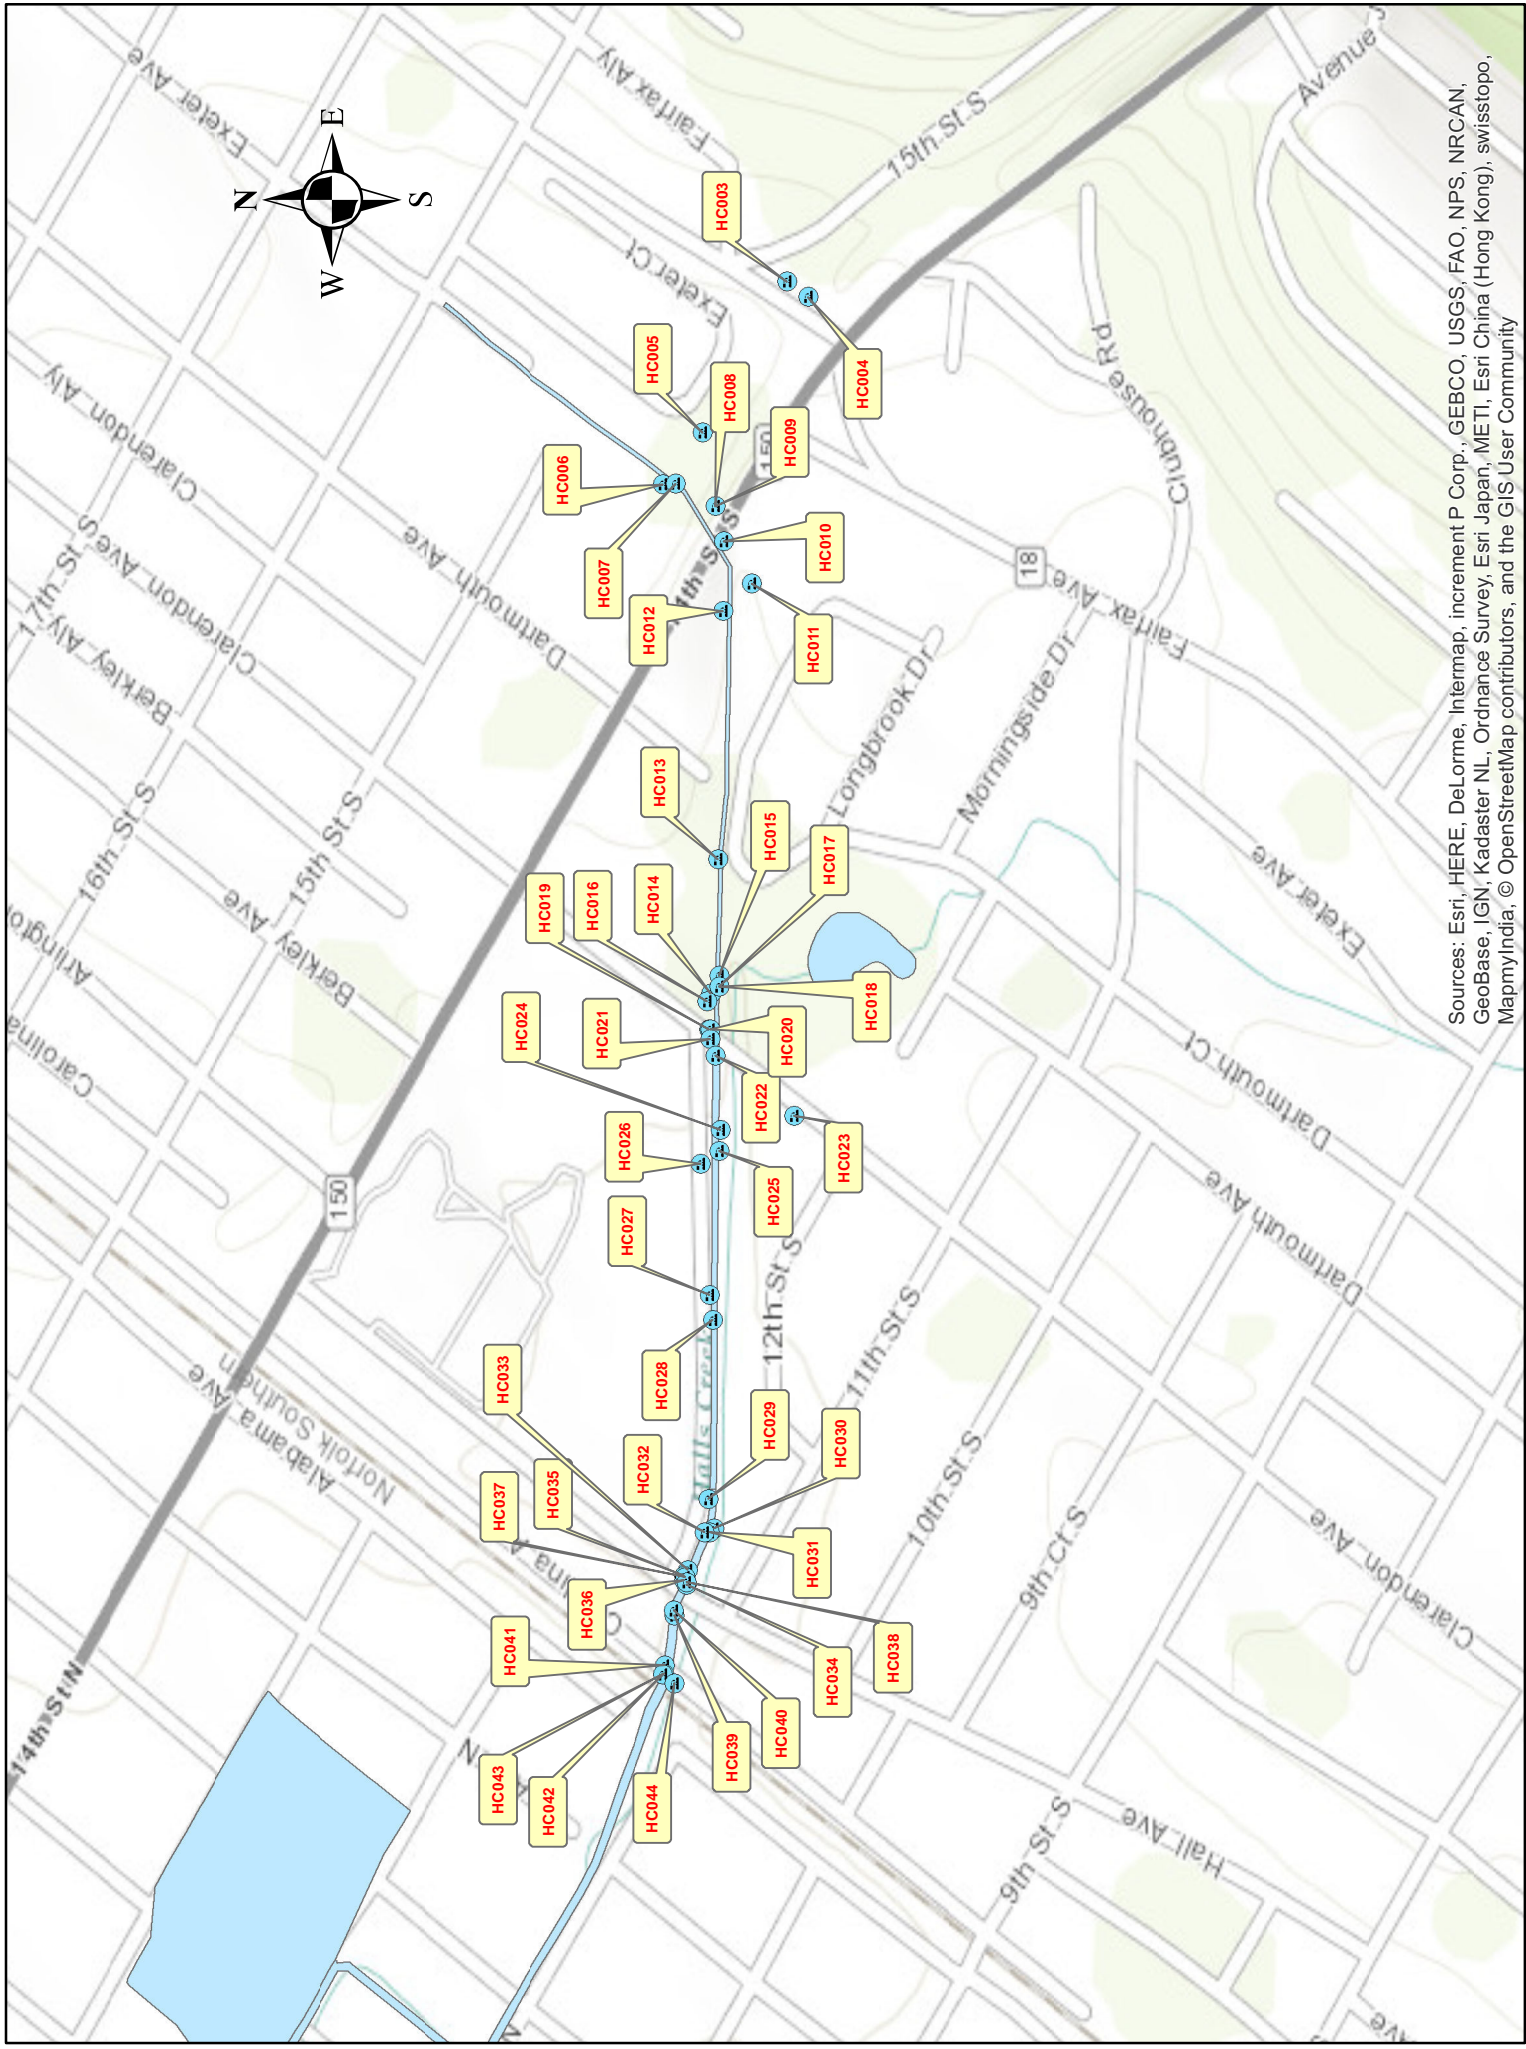 Exeter Ave
Fairfax Aly
15th St S
Avenue
N
E
S
W
HC003
HC004
Exeter Ct
HC005
HC008
HC009
150
HC006
HC007
HC010
HC011
HC012
Clarendon Aly
Clarendon Ave S
17th St S
Berkley Aly
Dartmouth Ave
Clubhouse Rd
18
Fairfax Ave
Longbrook Dr
Morningside Dr
16th St S
15th St S
Berkley Ave
Berkley Ave
Carolina
HC013
HC014
HC015
HC016
HC017
HC018
HC019
HC020
HC021
HC022
HC023
HC024
HC025
HC026
HC027
HC028
Exeter Ave
Dartmouth Ct
Dartmouth Ave
150
12th St S
11th St S
Halls Creek
Alabama Ave
Norfolk Southern
HC029
HC030
HC031
HC032
HC033
HC034
HC035
HC036
HC037
HC038
HC039
HC040
HC041
HC042
HC043
HC044
10th St S
9th Ct S
Clarendon Ave
14th St N
9th St S
Hall Ave
Ave
Sources: Esri, HERE, DeLorme, Intermap, increment P Corp., GEBCO, USGS, FAO, NPS, NRCAN,
GeoBase, IGN, Kadaster NL, Ordnance Survey, Esri Japan, METI, Esri China (Hong Kong), swisstopo,
MapmyIndia, © OpenStreetMap contributors, and the GIS User Community